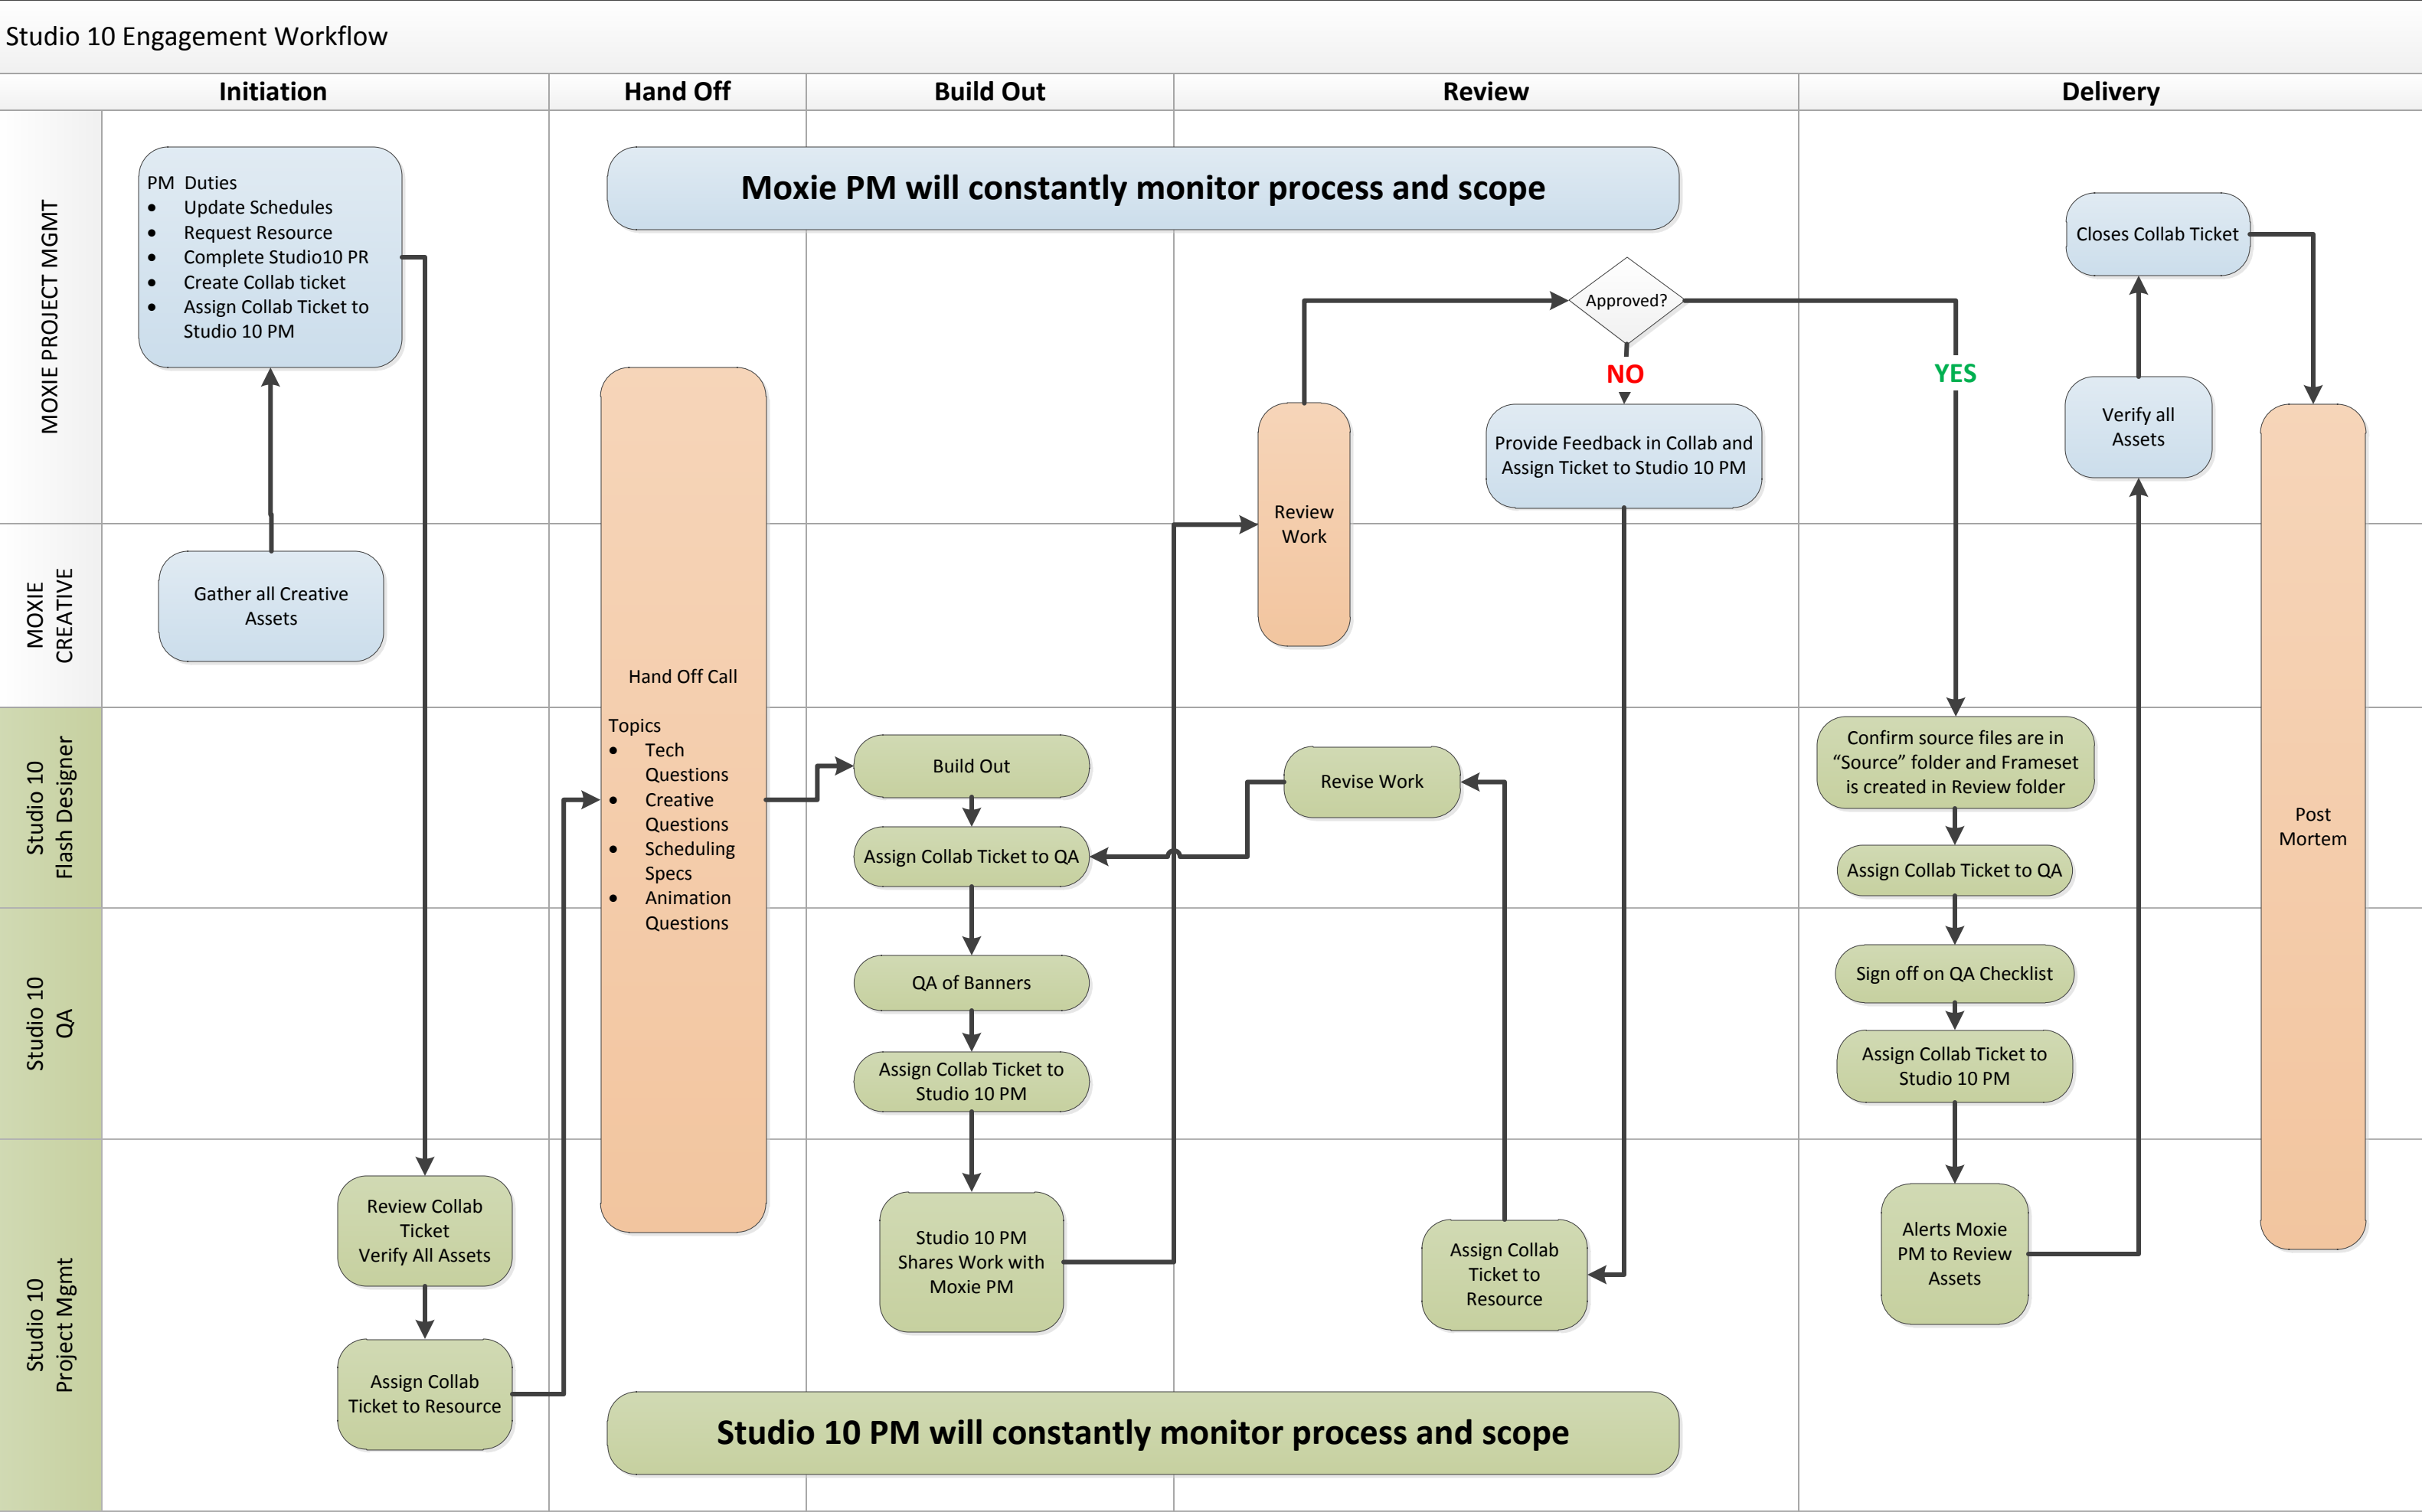 Studio 10 Engagement Workflow
Initiation
Hand Off
Build Out
Review
Delivery
MOXIE PROJECT MGMT
PM Duties
• Update Schedules
• Request Resource
• Complete Studio10 PR
• Create Collab ticket
• Assign Collab Ticket to
Studio 10 PM
Moxie PM will constantly monitor process and scope
Approved?
NO
YES
Provide Feedback in Collab and
Assign Ticket to Studio 10 PM
Closes Collab Ticket
Verify all
Assets
MOXIE
CREATIVE
Gather all Creative
Assets
Review
Work
Hand Off Call
Topics
• Tech
Questions
• Creative
Questions
• Scheduling
Specs
• Animation
Questions
Studio 10
Flash Designer
Build Out
Assign Collab Ticket to QA
Revise Work
Confirm source files are in
“Source” folder and Frameset
is created in Review folder
Assign Collab Ticket to QA
Post
Mortem
Studio 10
QA
QA of Banners
Assign Collab Ticket to
Studio 10 PM
Sign off on QA Checklist
Assign Collab Ticket to
Studio 10 PM
Studio 10
Project Mgmt
Review Collab
Ticket
Verify All Assets
Assign Collab
Ticket to Resource
Studio 10 PM
Shares Work with
Moxie PM
Assign Collab
Ticket to
Resource
Alerts Moxie
PM to Review
Assets
Studio 10 PM will constantly monitor process and scope